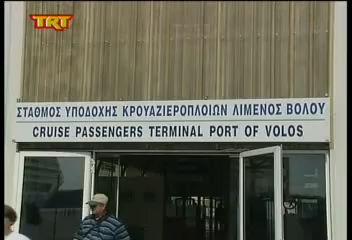 TRT
ΣΤΑΘΜΟΣ ΥΠΟΔΟΧΗΣ ΚΡΟΥΑΖΙΕΡΟΠΛΟΙΩΝ ΛΙΜΕΝΟΣ ΒΟΛΟΥ
CRUISE PASSENGERS TERMINAL PORT OF VOLOS